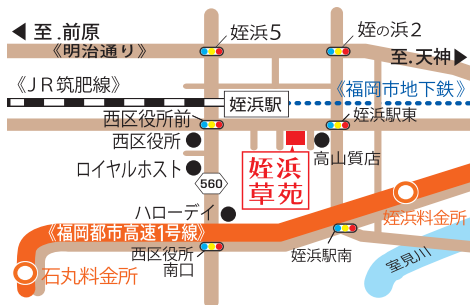 ◀ 至 .前原
《明治通り》
姪浜5
姪の浜2
至.天神▶
《JR筑肥線》
姪浜駅
《福岡市地下鉄》
西区役所前
姪浜駅東
西区役所
高山質店
ロイヤルホスト
姪浜
草苑
560
ハローデイ
姪浜料金所
《福岡都市高速1号線》
西区役所
南口
姪浜駅南
室見川
石丸料金所